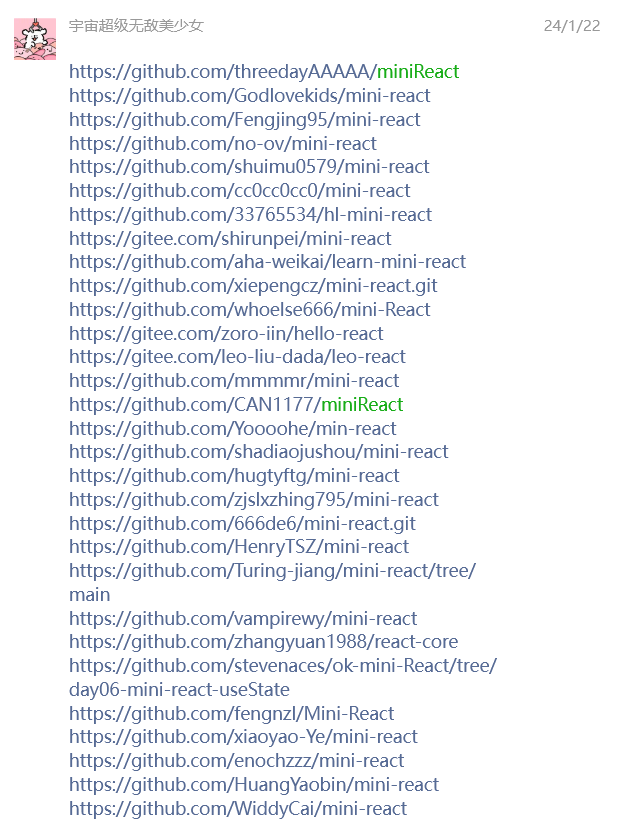 宇宙超级无敌美少女
24/1/22
https://github.com/threedayAAAAA/miniReact
https://github.com/Godlovekids/mini-react
https://github.com/Fengjing95/mini-react
https://github.com/no-ov/mini-react
https://github.com/shuimu0579/mini-react
https://github.com/cc0cc0cc0/mini-react
https://github.com/33765534/hl-mini-react
https://gitee.com/shirunpei/mini-react
https://github.com/aha-weikai/learn-mini-react
https://github.com/xiepengcz/mini-react.git
https://github.com/whoelse666/mini-React
https://gitee.com/zoro-iin/hello-react
https://gitee.com/leo-liu-dada/leo-react
https://github.com/mmmmr/mini-react
https://github.com/CAN1177/miniReact
https://github.com/Yoooohe/min-react
https://github.com/shadiaojushou/mini-react
https://github.com/hugtyftg/mini-react
https://github.com/zjslxzhing795/mini-react
https://github.com/666de6/mini-react.git
https://github.com/HenryTSZ/mini-react
https://github.com/Turing-jiang/mini-react/tree/
main
https://github.com/vampirewy/mini-react
https://github.com/zhangyuan1988/react-core
https://github.com/stevenaces/ok-mini-React/tree/
day06-mini-react-useState
https://github.com/fengnzl/Mini-React
https://github.com/xiaoyao-Ye/mini-react
https://github.com/enochzzz/mini-react
https://github.com/HuangYaobin/mini-react
https://github.com/WiddyCai/mini-react